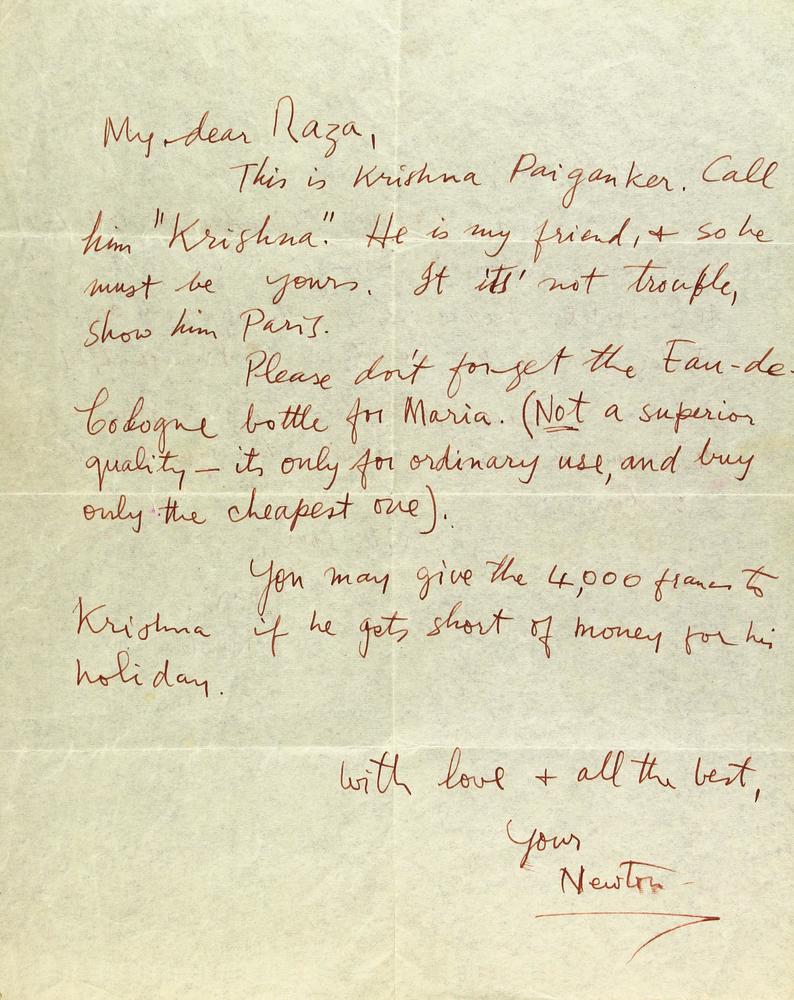 My dear Raza,
This is Krishna Paiganker. Call
him "Krishna". He is my friend, + so he
must be yours. It its' not trouble,
show him Paris.
Please don't forget the Eau-de-
Cologne bottle for Maria. (Not a superior
quality – its only for ordinary use, and buy
only the cheapest one).
You may give the 4,000 francs to
Krishna if he gets short of money for his
holiday.
With love + all the best,
Your
Newton